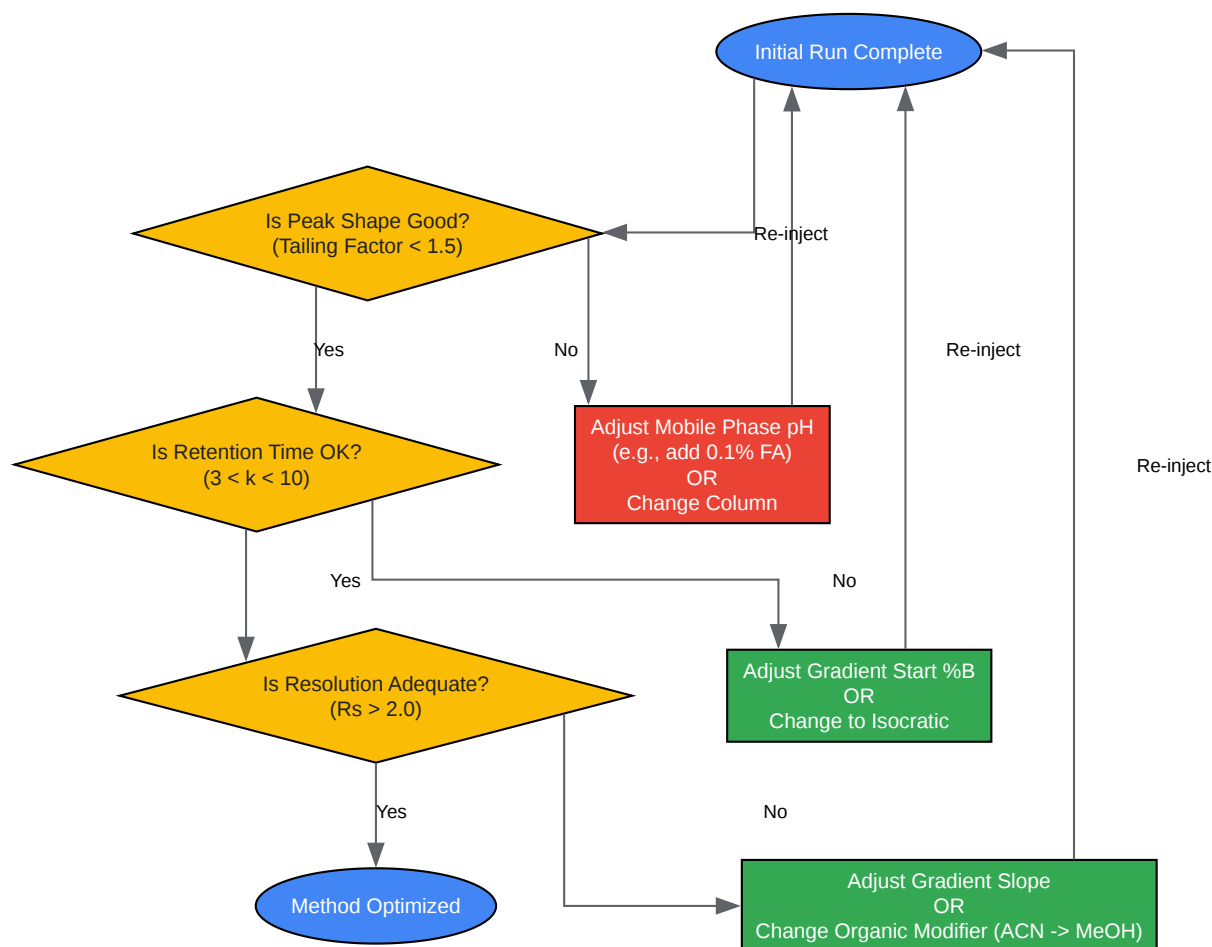 Initial Run Complete
Is Peak Shape Good?
(Tailing Factor < 1.5)
Re-inject
Yes
No
Re-inject
Adjust Mobile Phase pH
(e.g., add 0.1% FA)
OR
Change Column
Is Retention Time OK?
(3 < k < 10)
Re-inject
Yes
No
Adjust Gradient Start %B
OR
Change to Isocratic
Is Resolution Adequate?
(Rs > 2.0)
Yes
No
Method Optimized
Adjust Gradient Slope
OR
Change Organic Modifier (ACN -> MeOH)